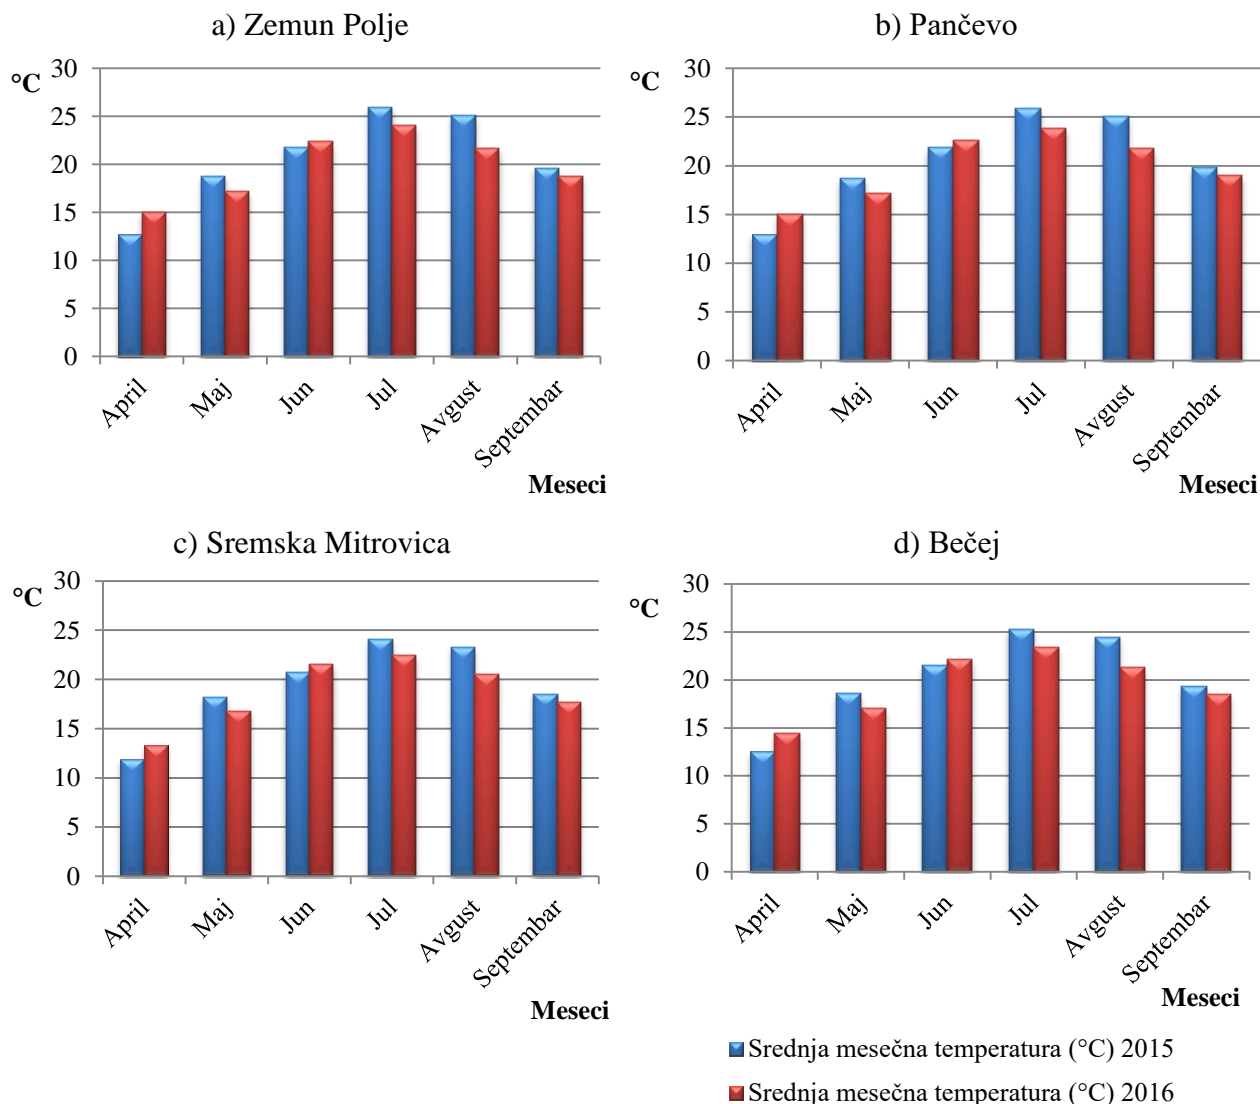 a) Zemun Polje
°C
30
25
20
15
10
5
0
April
Maj
Jun
Jul
Avgust
Septembar
Meseci
b) Pančevo
°C
30
25
20
15
10
5
0
April
Maj
Jun
Jul
Avgust
Septembar
Meseci
c) Sremska Mitrovica
°C
30
25
20
15
10
5
0
April
Maj
Jun
Jul
Avgust
Septembar
Meseci
d) Bečej
°C
30
25
20
15
10
5
0
April
Maj
Jun
Jul
Avgust
Septembar
Meseci
Srednja mesečna temperatura (°C) 2015
Srednja mesečna temperatura (°C) 2016